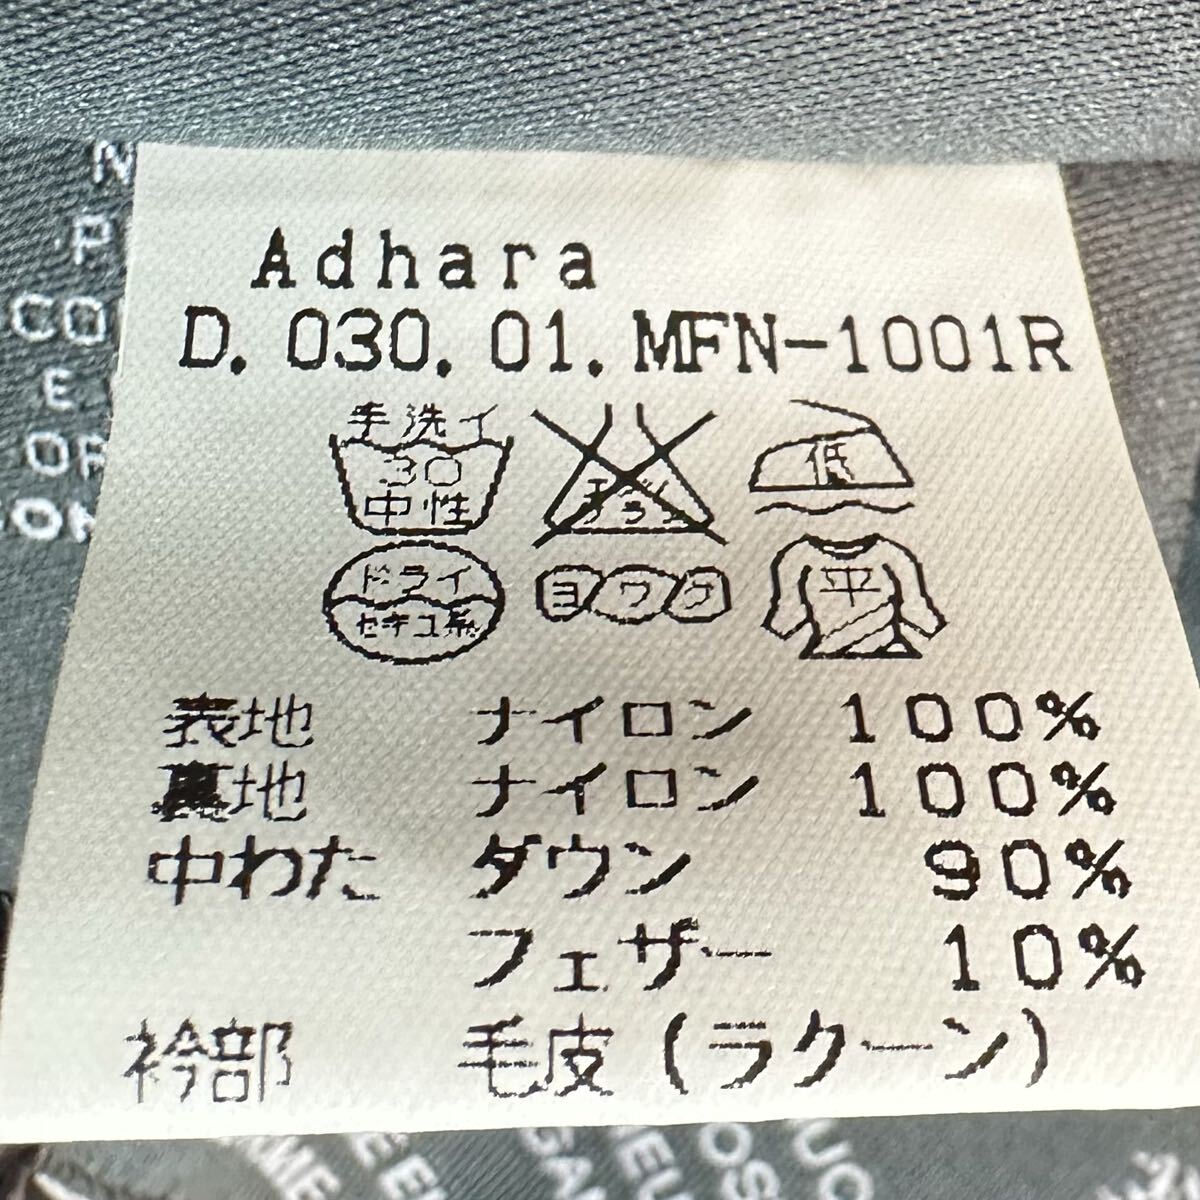 Adhara
D.030.01.MFN-1001R
手洗イ
30
中性
低
ドライ
セキユ系
ヨワク
平
表地 ナイロン 100%
裏地 ナイロン 100%
中わた ダウン 90%
フェザー 10%
衿部 毛皮(ラクーン)